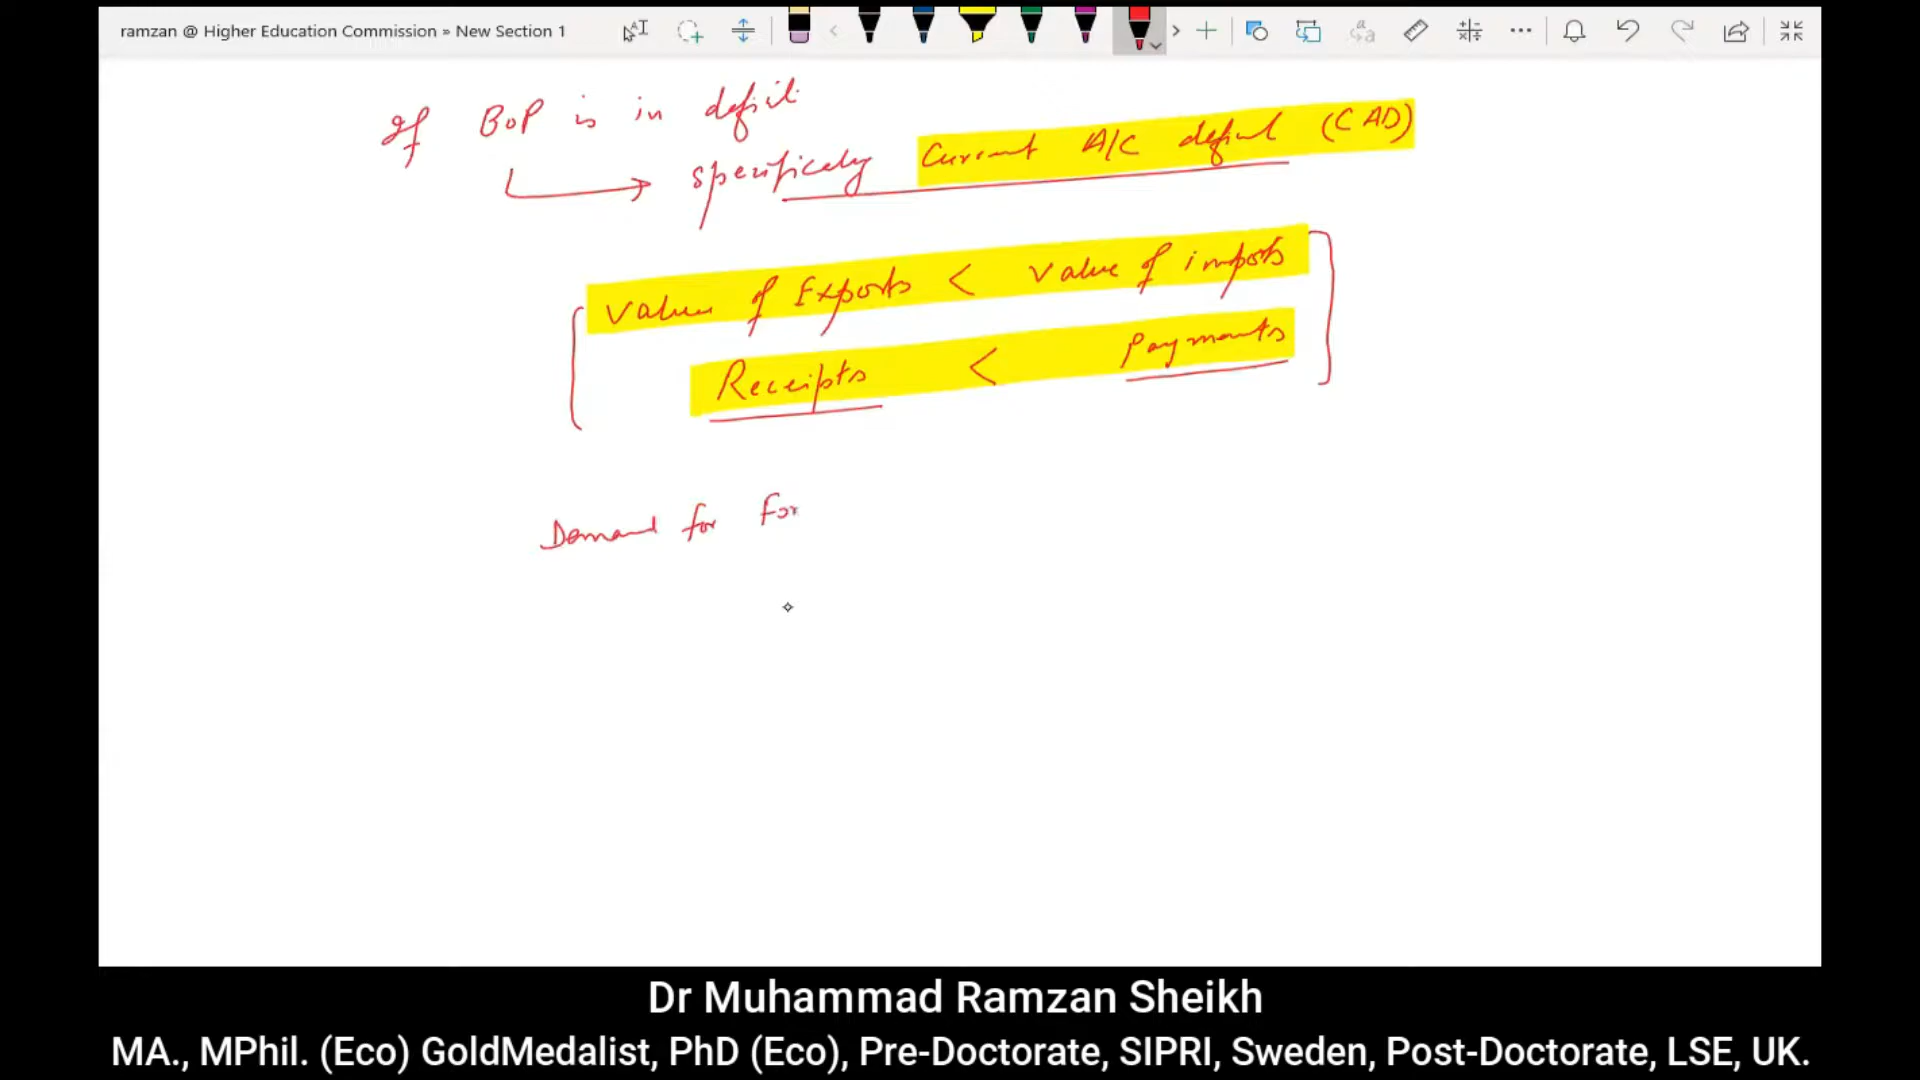 ramzan @ Higher Education Commission » New Section 1
If BoP is in deficit
specifically Current A/C deficit (CAD)
Value of Exports < Value of imports
Receipts < Payments
Demand for For
Dr Muhammad Ramzan Sheikh
MA., MPhil. (Eco) GoldMedalist, PhD (Eco), Pre-Doctorate, SIPRI, Sweden, Post-Doctorate, LSE, UK.